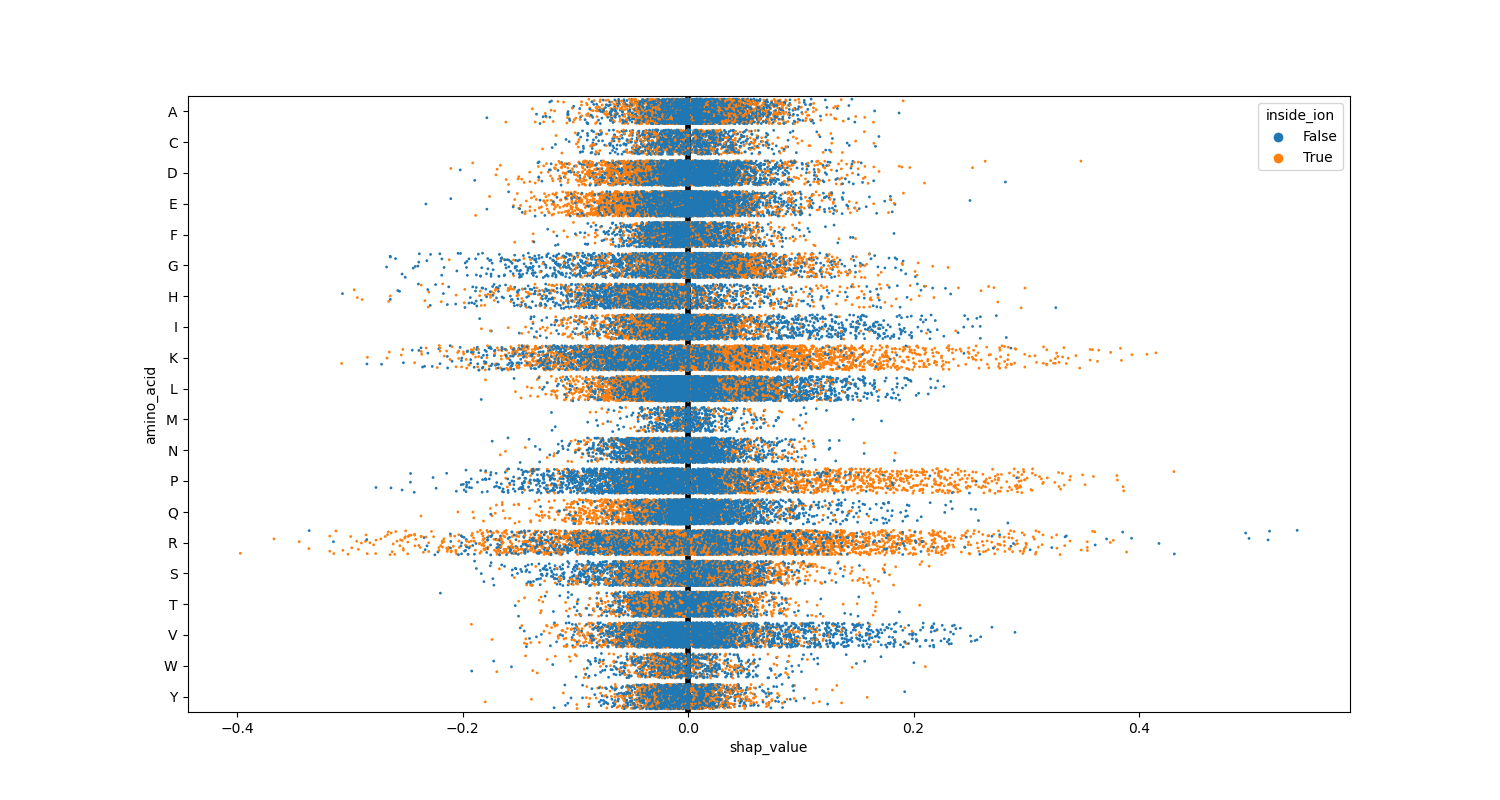 inside_ion
False
True
A
C
D
E
F
G
H
I
K
L
M
N
P
Q
R
S
T
V
W
Y
amino_acid
−0.4 −0.2 0.0 0.2 0.4
shap_value